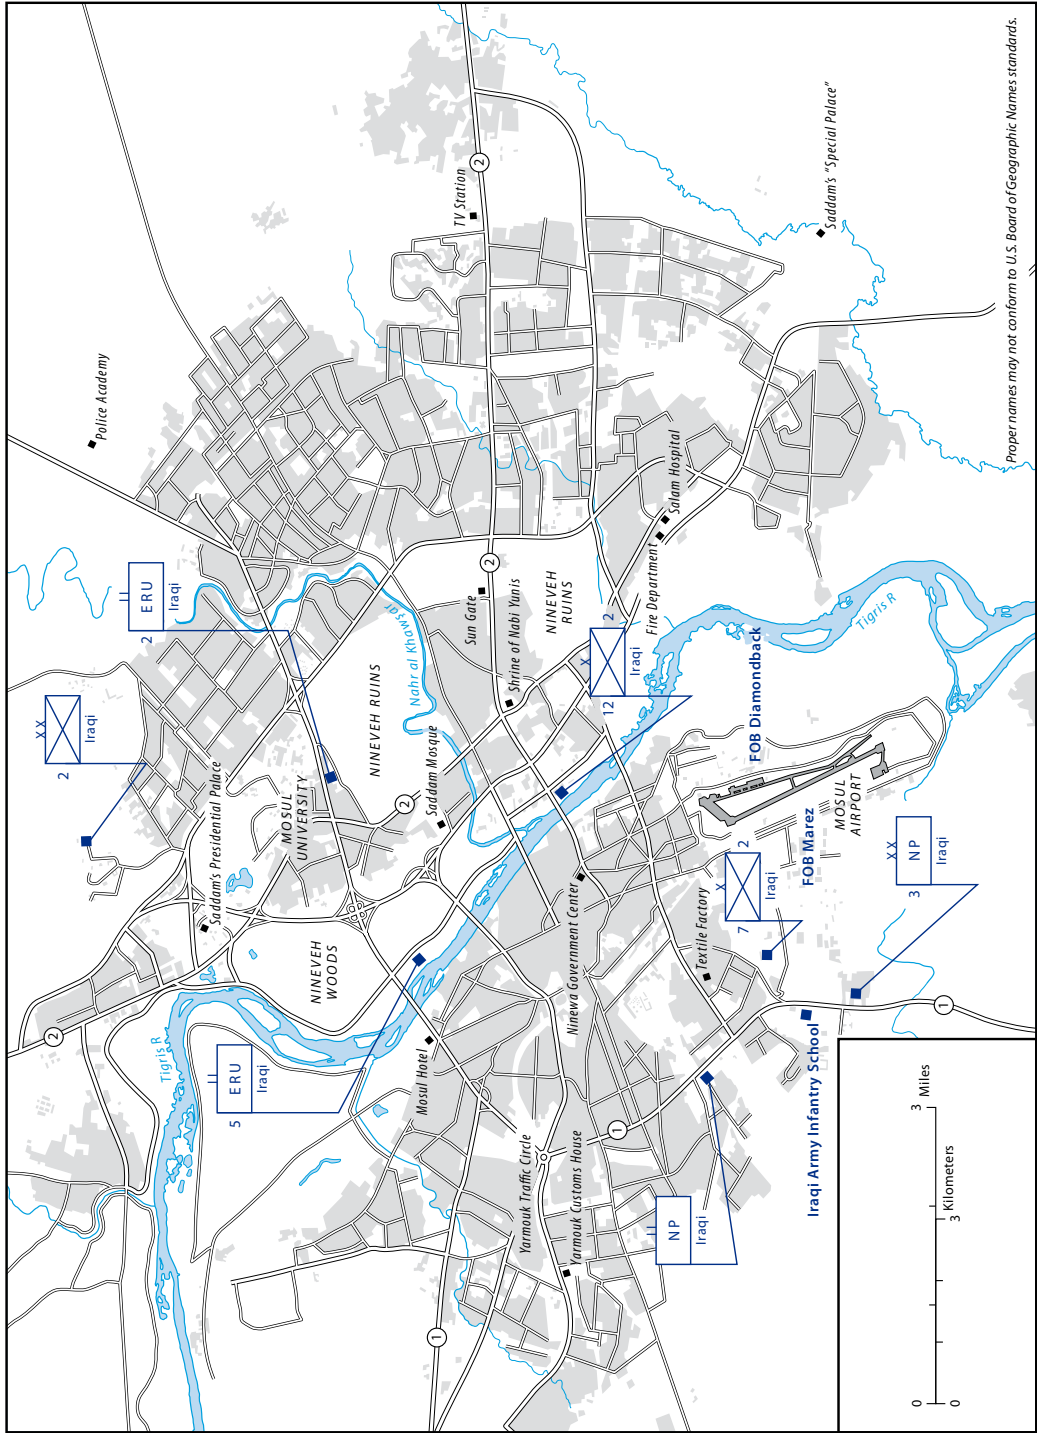 Police Academy
TV Station
2
Saddam's "Special Palace"
Proper names may not conform to U.S. Board of Geographic Names standards.
II
ERU
2
Iraqi
XX
2
Iraqi
Saddam's Presidential Palace
MOSUL
UNIVERSITY
NINEVEH RUINS
Nahr al Khawṣar
Saddam Mosque
2
Sun Gate
Shrine of Nabi Yunis
2
NINEVEH
RUINS
Salam Hospital
Fire Department
X
12
2
Iraqi
Tigris R
FOB Diamondback
MOSUL
AIRPORT
FOB Marez
X
7
2
Iraqi
XX
NP
3
Iraqi
NINEVEH
WOODS
Ninewa Government Center
Textile Factory
2
Tigris R
II
ERU
5
Iraqi
Mosul Hotel
Yarmouk Traffic Circle
Yarmouk Customs House
1
1
1
II
NP
Iraqi
Iraqi Army Infantry School
0
3
Miles
0
3
Kilometers